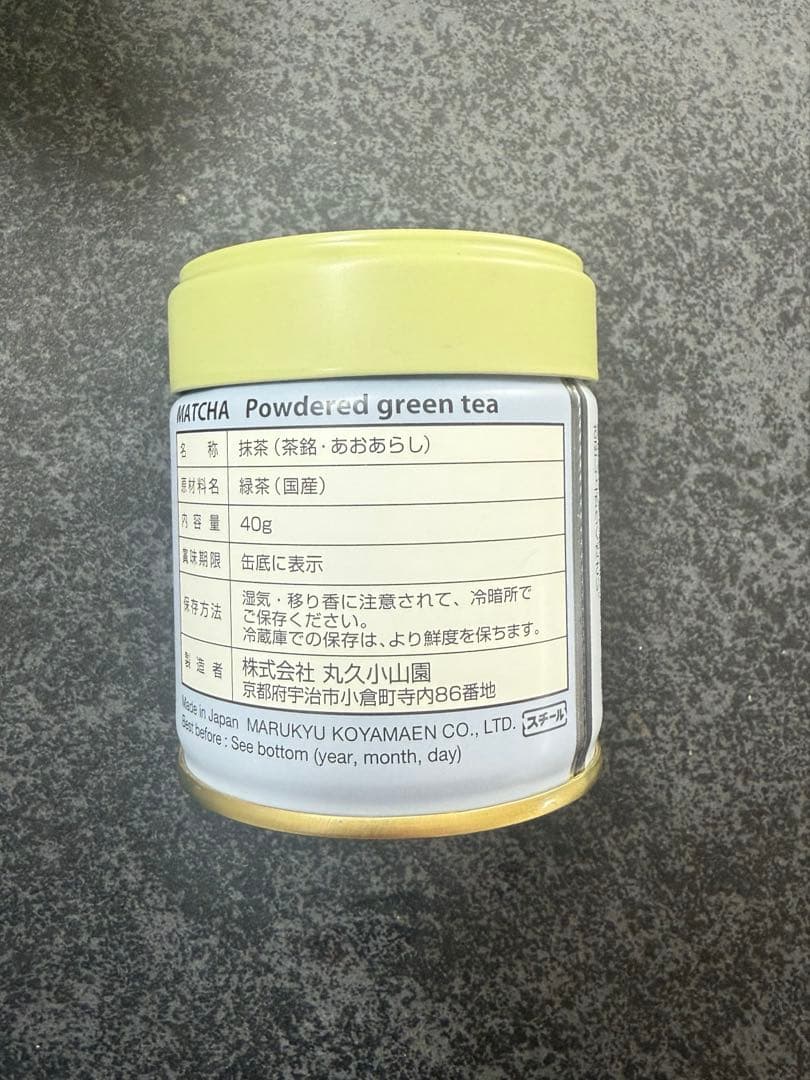 MATCHA Powdered green tea
名称 抹茶（茶銘・あおあらし）
原材料名 緑茶（国産）
内容量 40g
賞味期限 缶底に表示
保存方法 湿気・移り香に注意されて、冷暗所で
ご保存ください。
冷蔵庫での保存は、より鮮度を保ちます。
製造者 株式会社 丸久小山園
京都府宇治市小倉町寺内86番地
Made in Japan MARUKYU KOYAMAEN CO., LTD. スチール
Best before : See bottom (year, month, day)